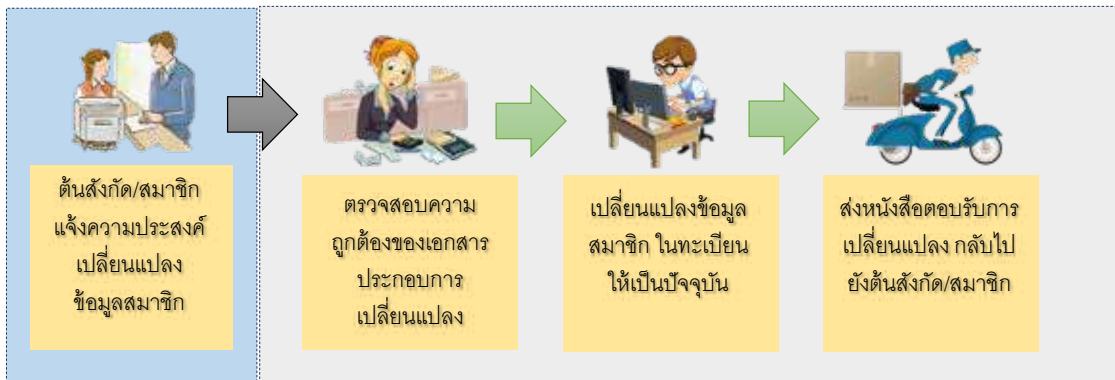 ต้นสังกัด/สมาชิก
แจ้งความประสงค์
เปลี่ยนแปลง
ข้อมูลสมาชิก
ตรวจสอบความ
ถูกต้องของเอกสาร
ประกอบการ
เปลี่ยนแปลง
เปลี่ยนแปลงข้อมูล
สมาชิก ในทะเบียน
ให้เป็นปัจจุบัน
ส่งหนังสือตอบรับการ
เปลี่ยนแปลง กลับไป
ยังต้นสังกัด/สมาชิก